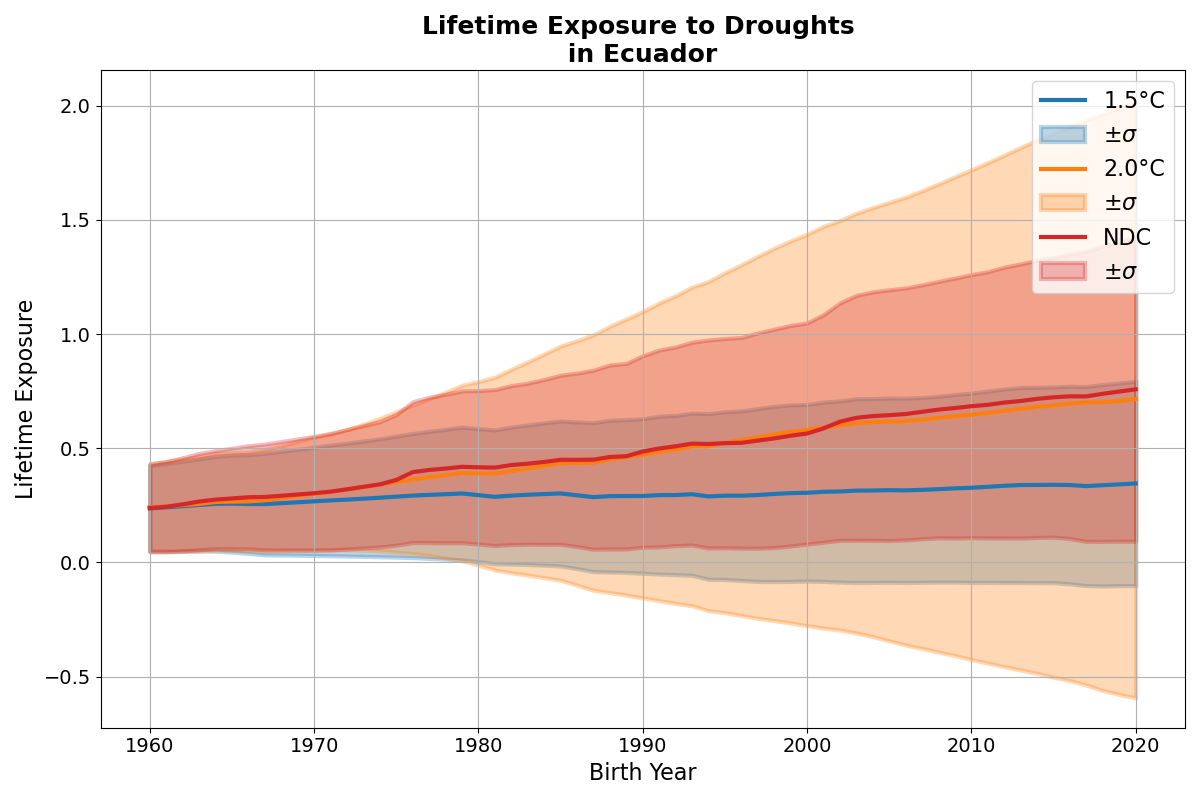 Lifetime Exposure to Droughts
in Ecuador
Lifetime Exposure
2.0
1.5
1.0
0.5
0.0
−0.5
1.5°C
±σ
2.0°C
±σ
NDC
±σ
1960
1970
1980
1990
2000
2010
2020
Birth Year